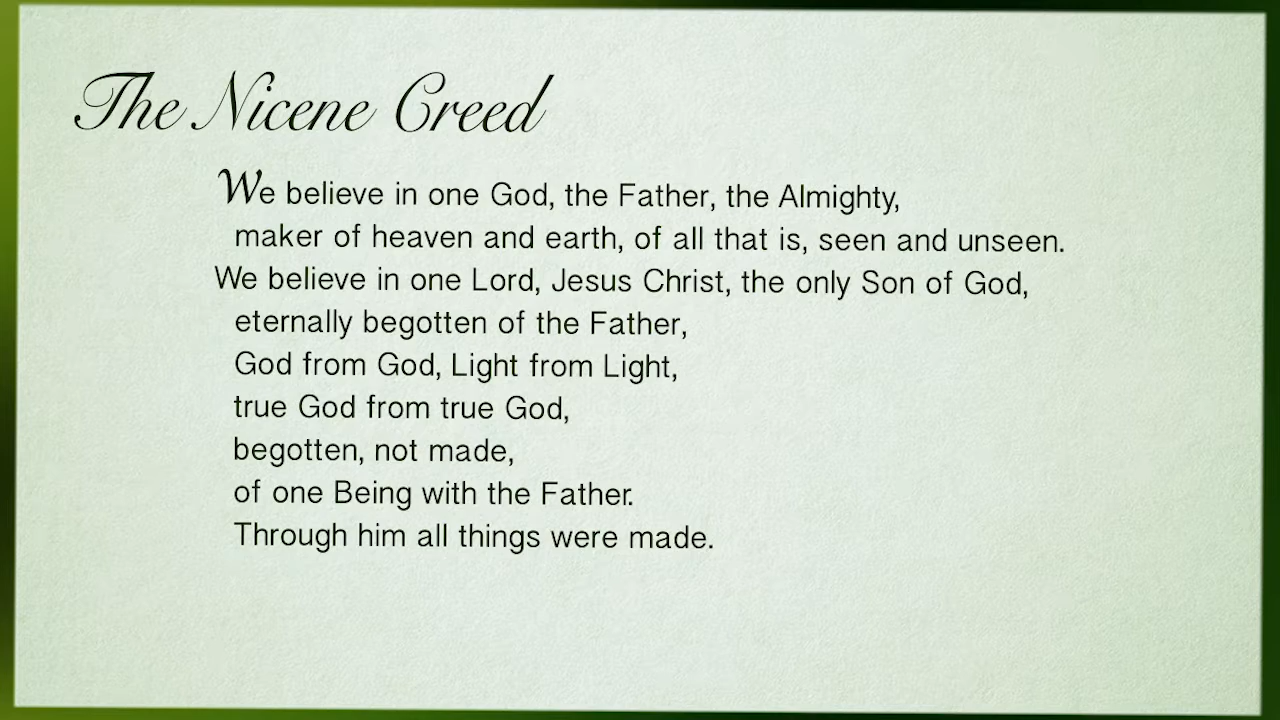 The Nicene Creed
We believe in one God, the Father, the Almighty,
maker of heaven and earth, of all that is, seen and unseen.
We believe in one Lord, Jesus Christ, the only Son of God,
eternally begotten of the Father,
God from God, Light from Light,
true God from true God,
begotten, not made,
of one Being with the Father.
Through him all things were made.